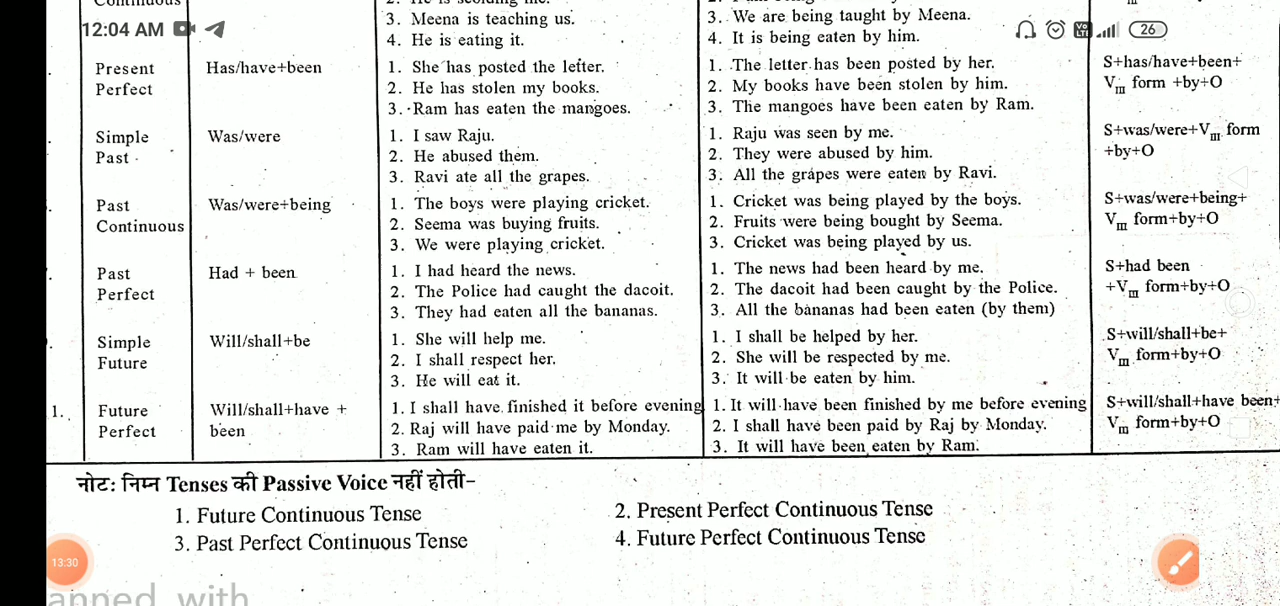 Continuous
2. He is scolding me.
3. Meena is teaching us.
3. We are being taught by Meena.
12:04 AM
26
4. He is eating it.
4. It is being eaten by him.
Present Perfect
Has/have+been
1. She has posted the letter.
1. The letter has been posted by her.
S+has/have+been+
2. He has stolen my books.
2. My books have been stolen by him.
VIII form +by+O
3. Ram has eaten the mangoes.
3. The mangoes have been eaten by Ram.
Simple Past
Was/were
1. I saw Raju.
1. Raju was seen by me.
S+was/were+VIII form
2. He abused them.
2. They were abused by him.
+by+O
3. Ravi ate all the grapes.
3. All the grapes were eaten by Ravi.
Past Continuous
Was/were+being
1. The boys were playing cricket.
1. Cricket was being played by the boys.
S+was/were+being+
2. Seema was buying fruits.
2. Fruits were being bought by Seema.
VIII form+by+O
3. We were playing cricket.
3. Cricket was being played by us.
Past Perfect
Had + been
1. I had heard the news.
1. The news had been heard by me.
S+had been
2. The Police had caught the dacoit.
2. The dacoit had been caught by the Police.
+VIII form+by+O
3. They had eaten all the bananas.
3. All the bananas had been eaten (by them)
Simple Future
Will/shall+be
1. She will help me.
1. I shall be helped by her.
S+will/shall+be+
2. I shall respect her.
2. She will be respected by me.
VIII form+by+O
3. He will eat it.
3. It will be eaten by him.
1.
Future Perfect
Will/shall+have + been
1. I shall have finished it before evening
1. It will have been finished by me before evening
S+will/shall+have been+
2. Raj will have paid me by Monday.
2. I shall have been paid by Raj by Monday.
VIII form+by+O
3. Ram will have eaten it.
3. It will have been eaten by Ram.
नोट: निम्न Tenses की Passive Voice नहीं होती–
1. Future Continuous Tense
2. Present Perfect Continuous Tense
3. Past Perfect Continuous Tense
4. Future Perfect Continuous Tense
13:30
anned with